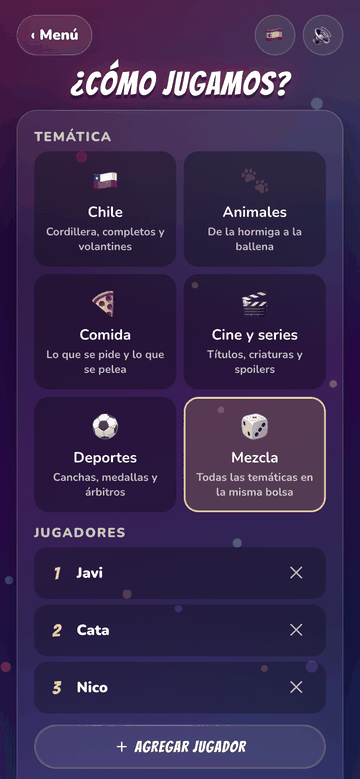 ‹ Menú
¿CÓMO JUGAMOS?
TEMÁTICA
Chile
Cordillera, completos y
volantines
Animales
De la hormiga a la
ballena
Comida
Lo que se pide y lo que
se pelea
Cine y series
Títulos, criaturas y
spoilers
Deportes
Canchas, medallas y
árbitros
Mezcla
Todas las temáticas en
la misma bolsa
JUGADORES
1 Javi ×
2 Cata ×
3 Nico ×
+ AGREGAR JUGADOR